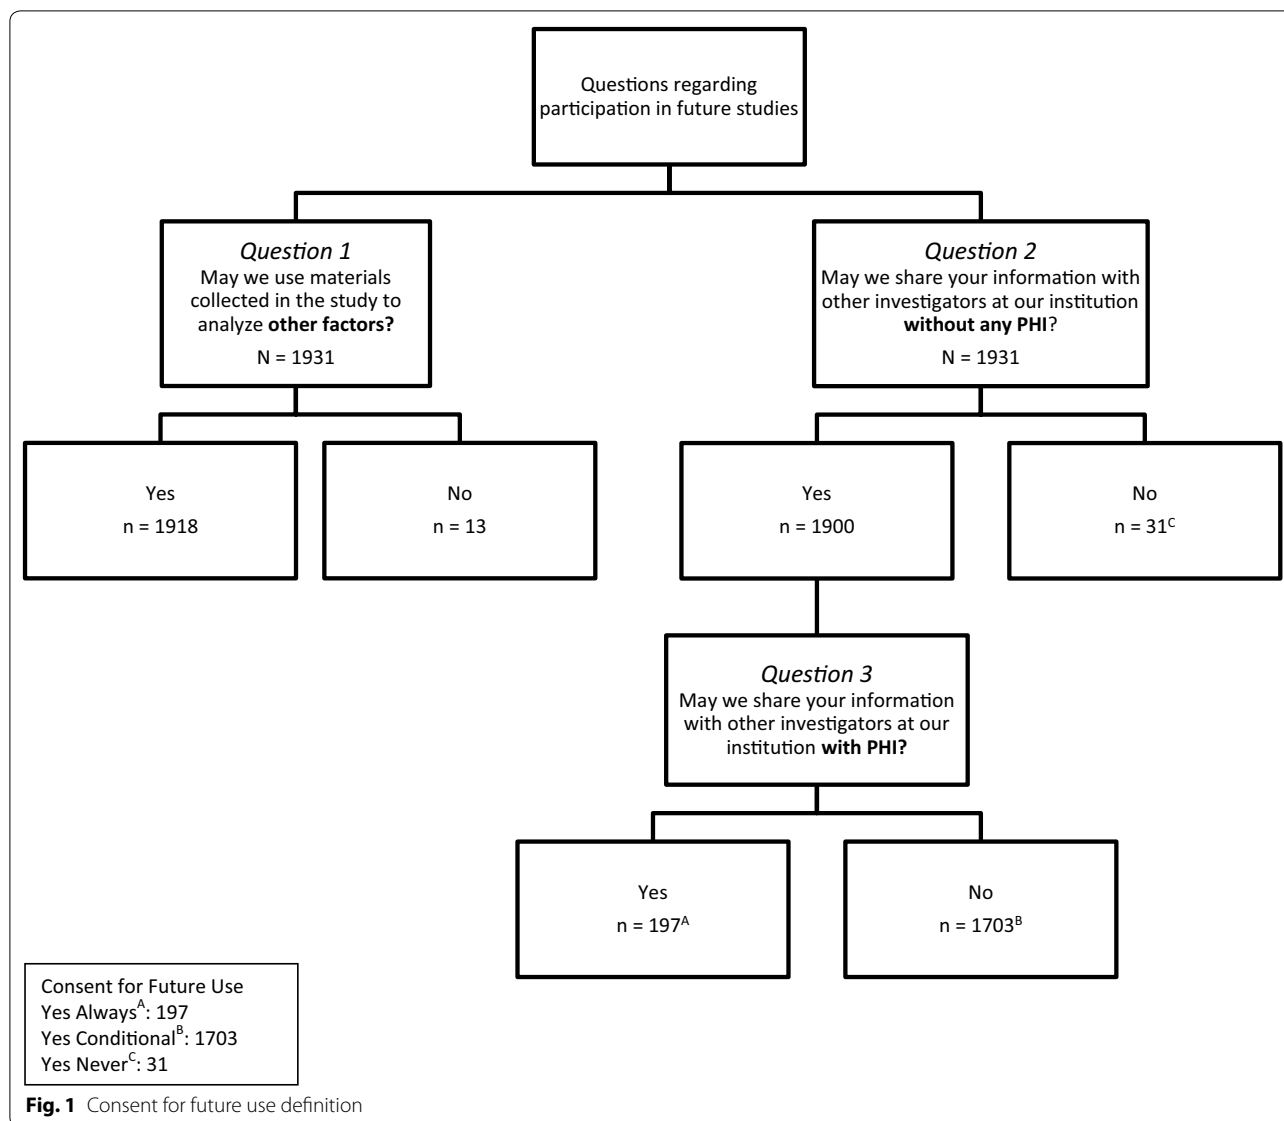 Questions regarding
participation in future studies
Question 1
May we use materials
collected in the study to
analyze other factors?
N = 1931
Question 2
May we share your information with
other investigators at our institution
without any PHI?
N = 1931
Yes
n = 1918
No
n = 13
Yes
n = 1900
No
n = 31C
Question 3
May we share your information
with other investigators at our
institution with PHI?
Yes
n = 197A
No
n = 1703B
Consent for Future Use
Yes AlwaysA: 197
Yes ConditionalB: 1703
Yes NeverC: 31
Fig. 1 Consent for future use definition